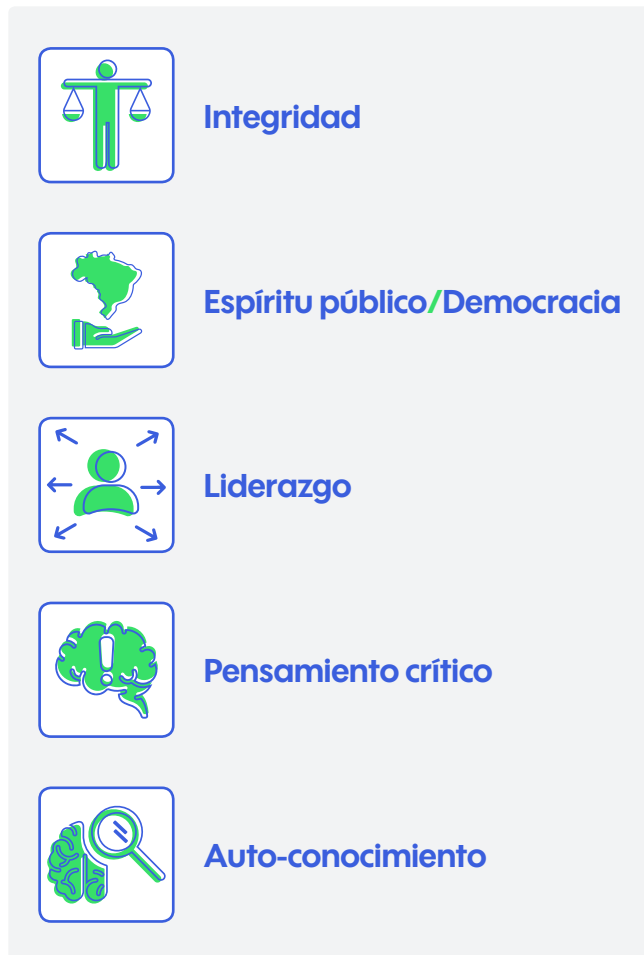 Integridad
Espíritu público/Democracia
Liderazgo
Pensamiento crítico
Auto-conocimiento